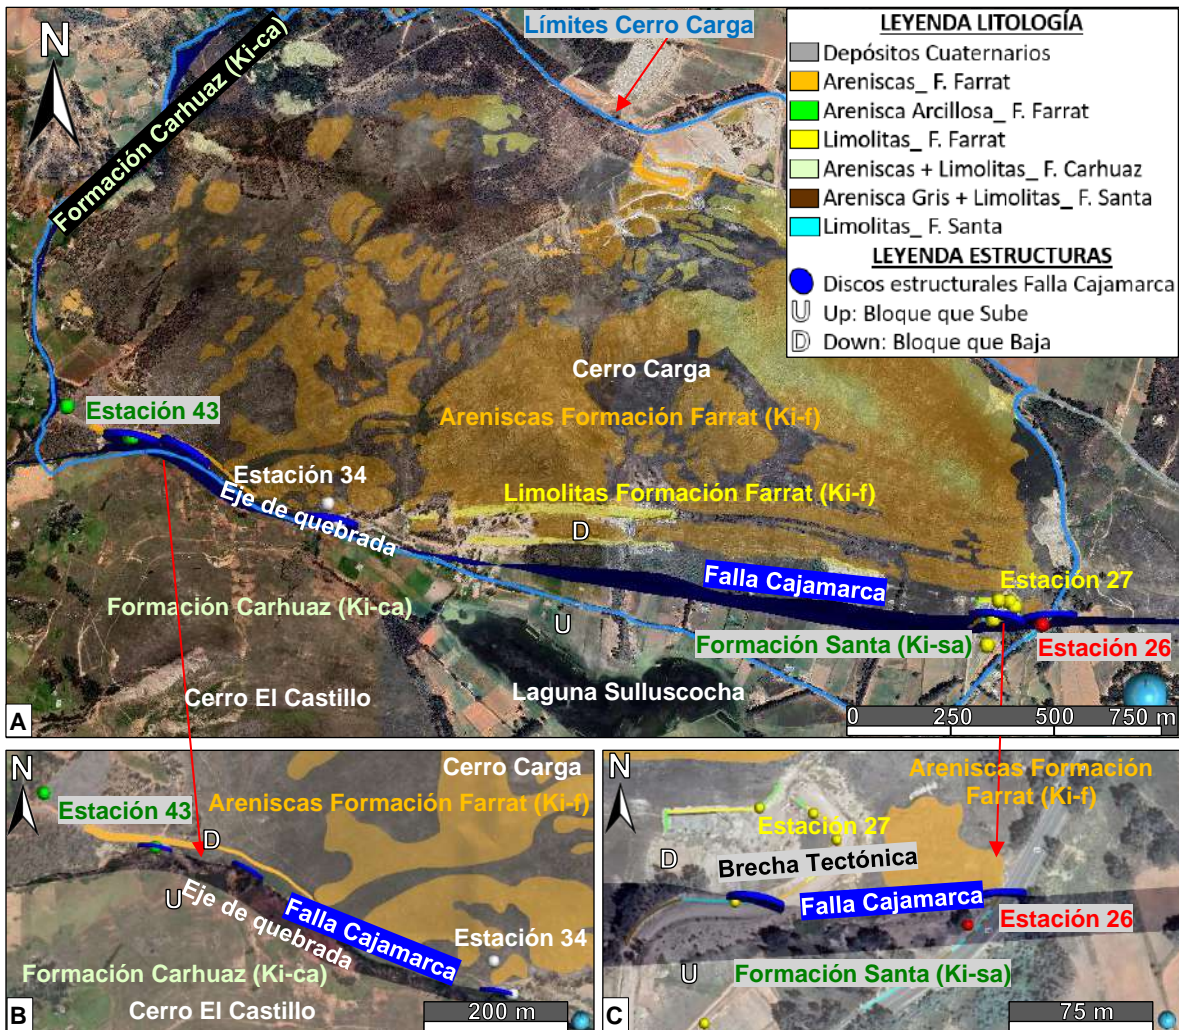 N
Límites Cerro Carga
Formación Carhuaz (Ki-ca)
LEYENDA LITOLOGÍA
Depósitos Cuaternarios
Areniscas_ F. Farrat
Arenisca Arcillosa_ F. Farrat
Limolitas_ F. Farrat
Areniscas + Limolitas_ F. Carhuaz
Arenisca Gris + Limolitas_ F. Santa
Limolitas_ F. Santa
LEYENDA ESTRUCTURAS
Discos estructurales Falla Cajamarca
U Up: Bloque que Sube
D Down: Bloque que Baja
Cerro Carga
Estación 43
Areniscas Formación Farrat (Ki-f)
Estación 34
Eje de quebrada
Limolitas Formación Farrat (Ki-f)
D
Falla Cajamarca
Estación 27
Formación Carhuaz (Ki-ca)
U
Formación Santa (Ki-sa)
Estación 26
Cerro El Castillo
Laguna Sulluscocha
A
0 250 500 750 m
N
Cerro Carga
Estación 43
Areniscas Formación Farrat (Ki-f)
D
U
Eje de quebrada
Falla Cajamarca
Estación 34
Formación Carhuaz (Ki-ca)
Cerro El Castillo
B
200 m
N
Areniscas Formación
Farrat (Ki-f)
Estación 27
D
Brecha Tectónica
Falla Cajamarca
Estación 26
U
Formación Santa (Ki-sa)
C
75 m